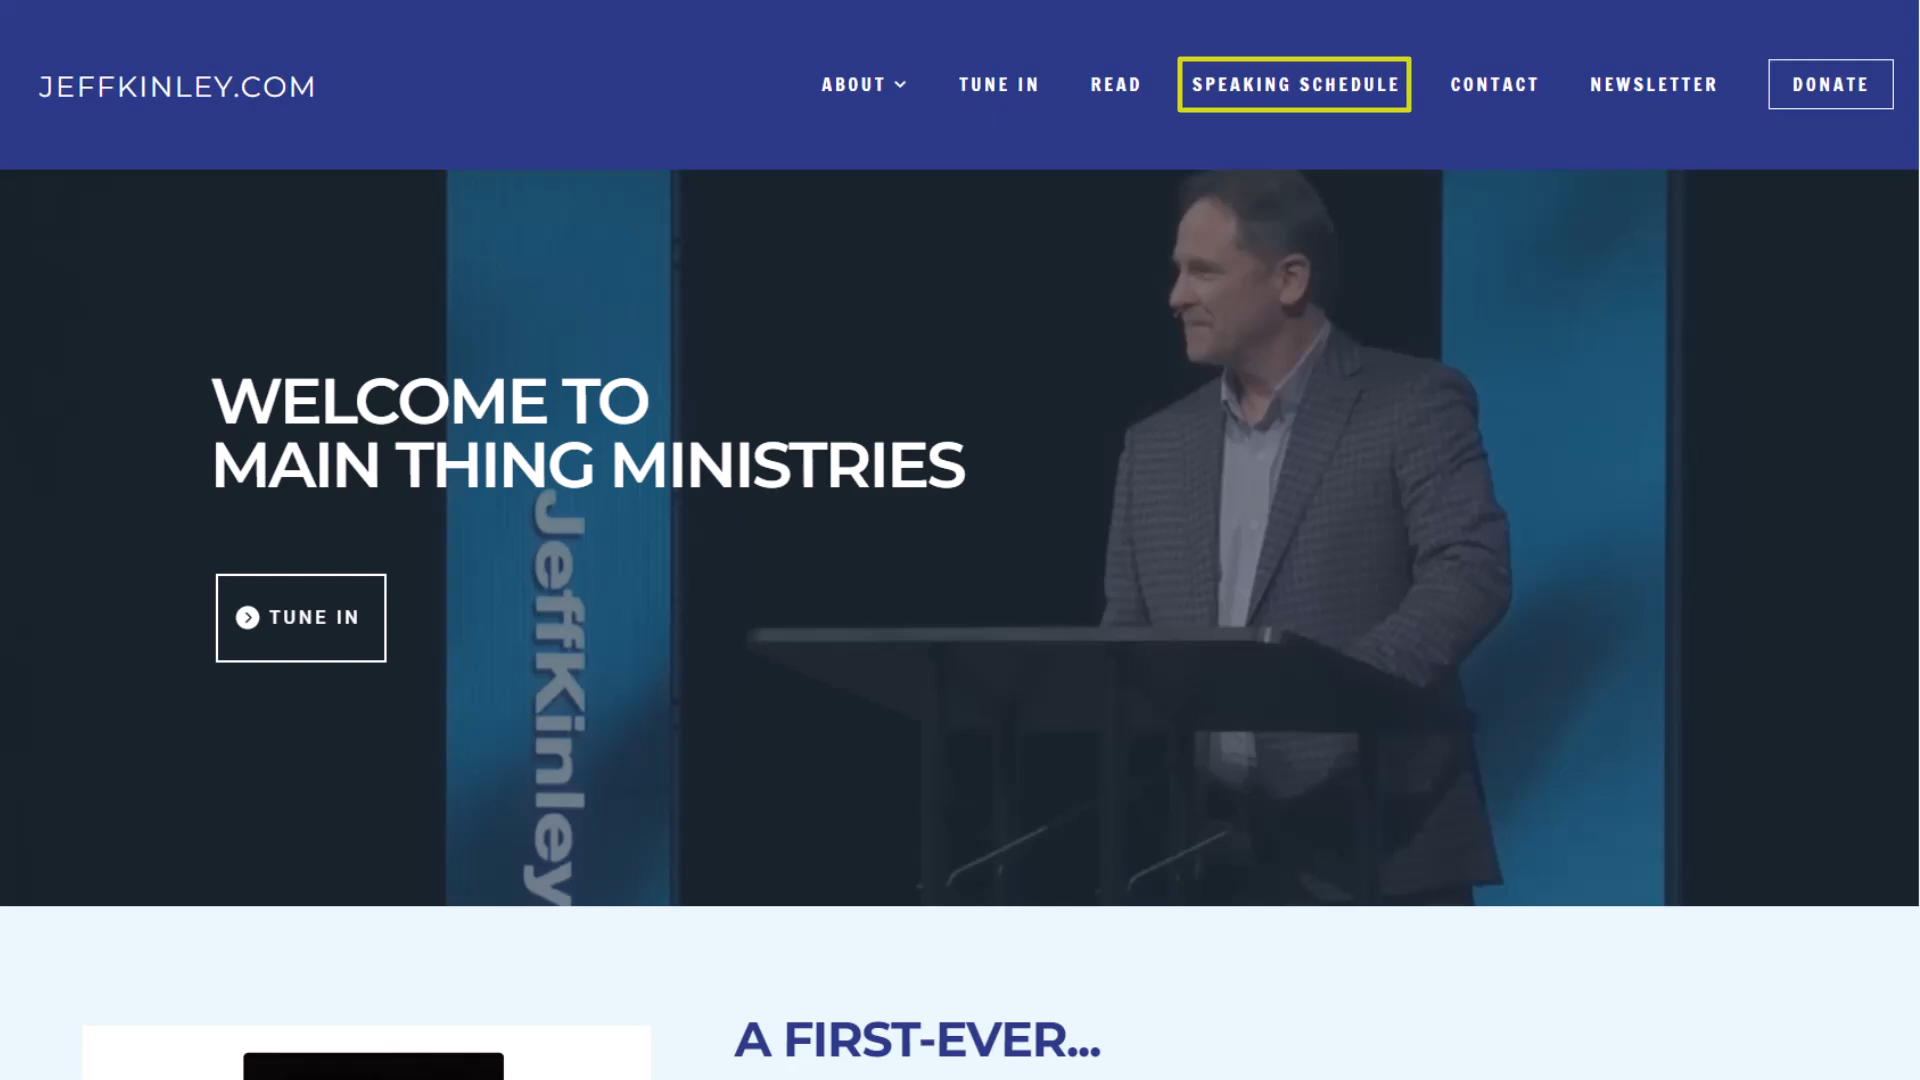 JEFFKINLEY.COM
ABOUT
TUNE IN
READ
SPEAKING SCHEDULE
CONTACT
NEWSLETTER
DONATE
WELCOME TO
MAIN THING MINISTRIES
TUNE IN
JeffKinley
A FIRST-EVER...